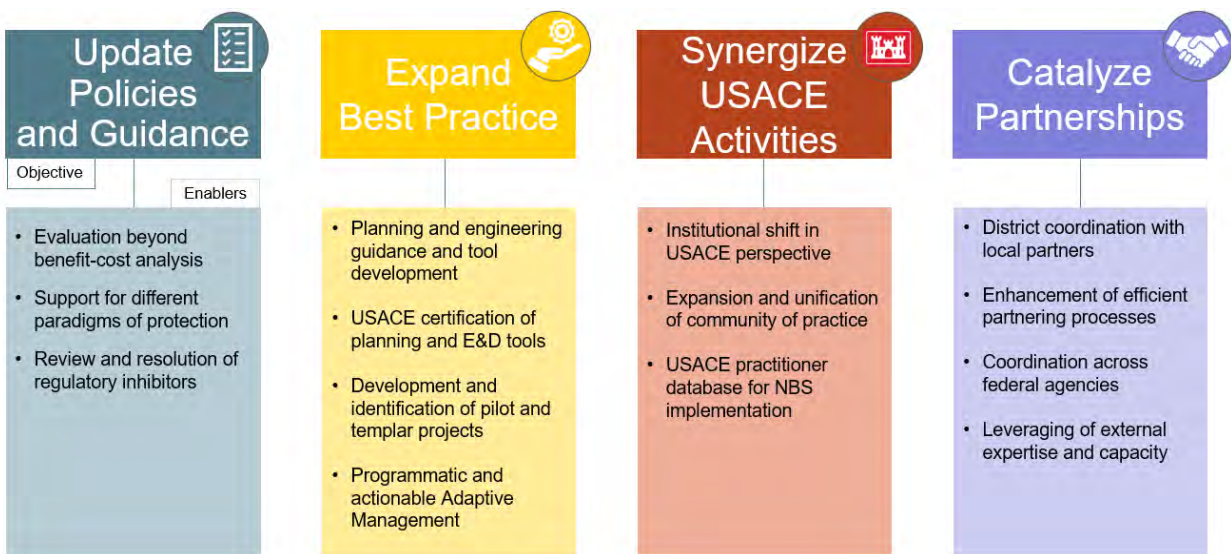 Update
Policies
and Guidance
Objective
Enablers
• Evaluation beyond
benefit-cost analysis
• Support for different
paradigms of protection
• Review and resolution of
regulatory inhibitors
Expand
Best Practice
• Planning and engineering
guidance and tool
development
• USACE certification of
planning and E&D tools
• Development and
identification of pilot and
templar projects
• Programmatic and
actionable Adaptive
Management
Synergize
USACE
Activities
• Institutional shift in
USACE perspective
• Expansion and unification
of community of practice
• USACE practitioner
database for NBS
implementation
Catalyze
Partnerships
• District coordination with
local partners
• Enhancement of efficient
partnering processes
• Coordination across
federal agencies
• Leveraging of external
expertise and capacity